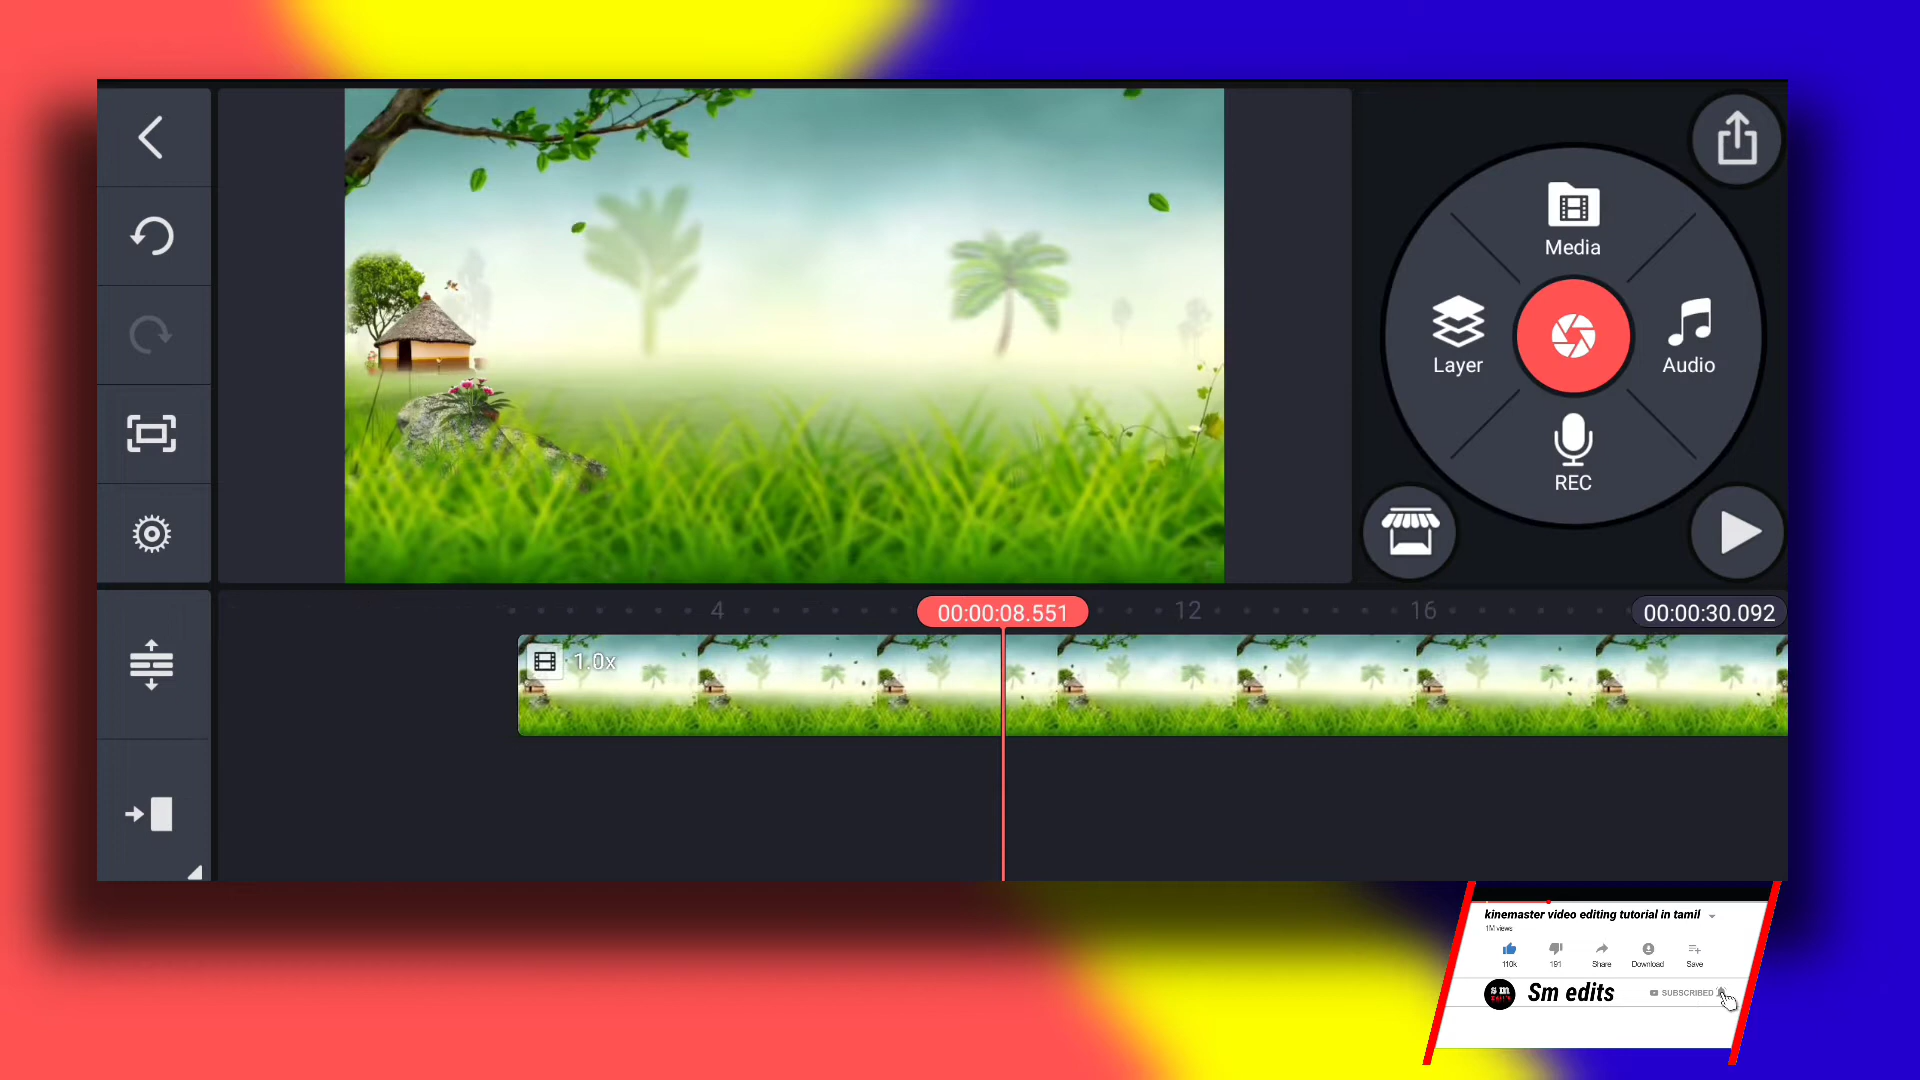 Media
Layer
Audio
REC
4
00:00:08.551
12
16
00:00:30.092
1.0x
kinemaster video editing tutorial in tamil
1M views
110k
191
Share
Download
Save
sm
Sm edits
SUBSCRIBED